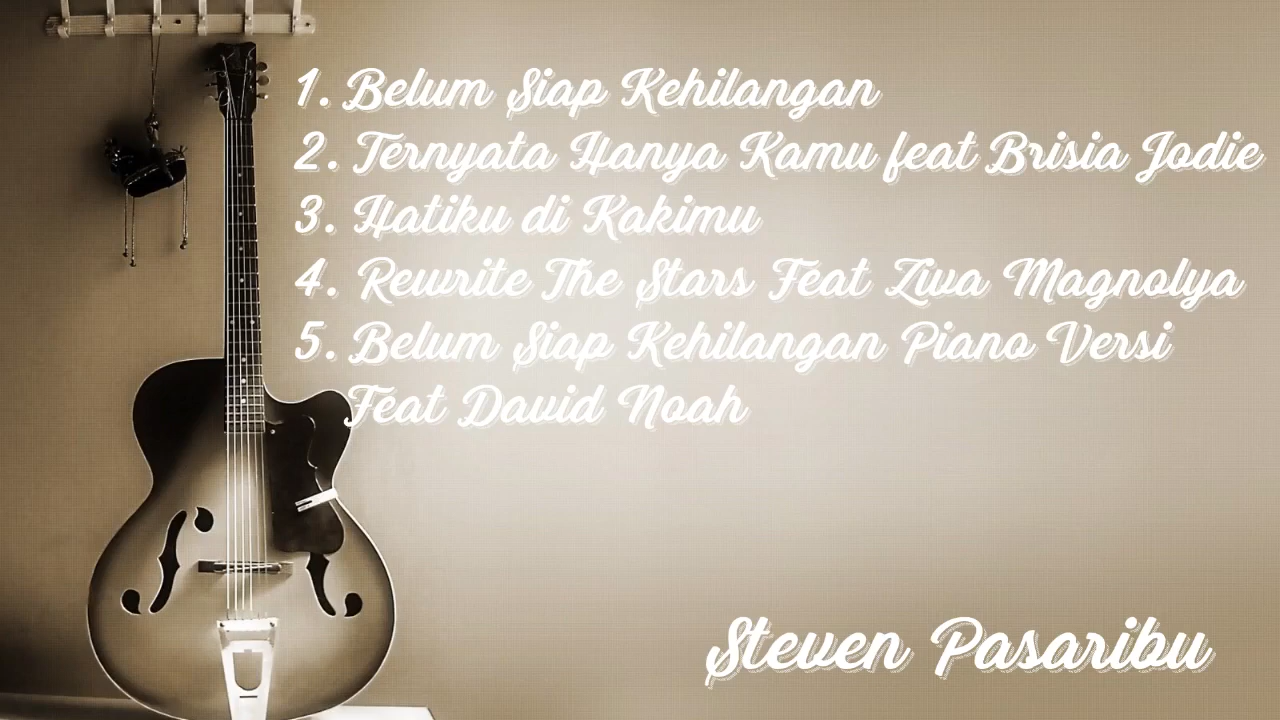 1. Belum Siap Kehilangan
2. Ternyata Hanya Kamu feat Brisia Jodie
3. Hatiku di Kakimu
4. Rewrite The Stars Feat Ziva Magnolya
5. Belum Siap Kehilangan Piano Versi
Feat David Noah
Steven Pasaribu